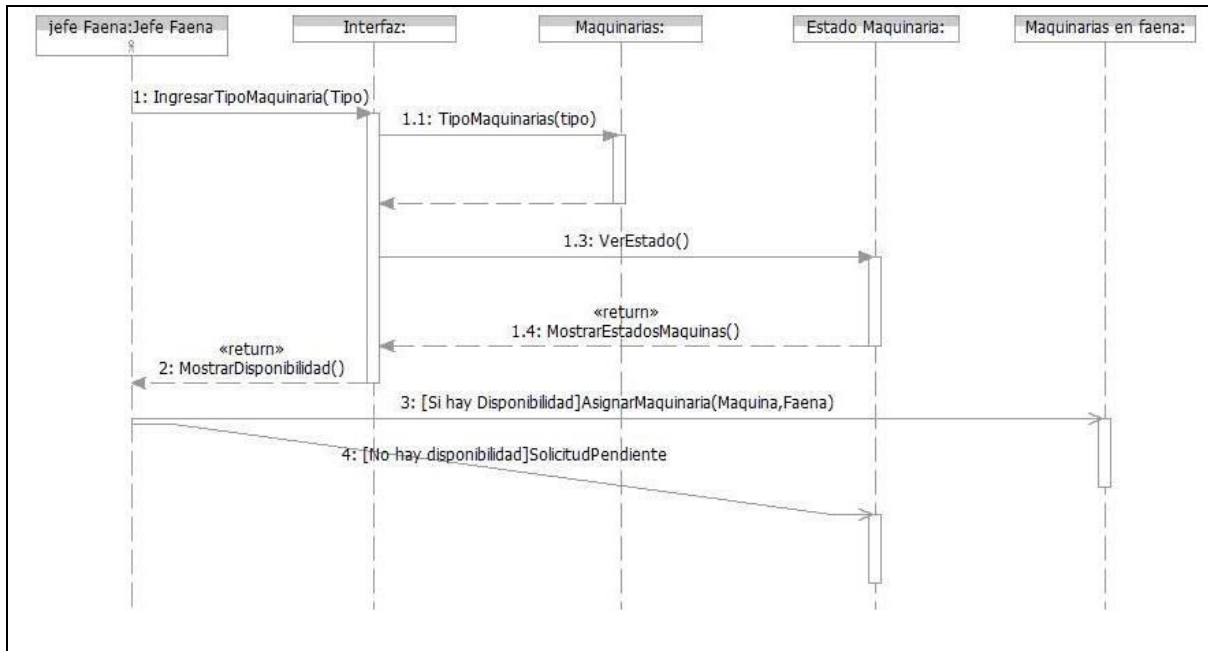 jefe Faena:Jefe Faena
Interfaz:
Maquinarias:
Estado Maquinaria:
Maquinarias en faena:
1: IngresarTipoMaquinaria(Tipo)
1.1: TipoMaquinarias(tipo)
1.3: VerEstado()
«return»
1.4: MostrarEstadosMaquinas()
«return»
2: MostrarDisponibilidad()
3: [Si hay Disponibilidad]AsignarMaquinaria(Maquina,Faena)
4: [No hay disponibilidad]SolicitudPendiente